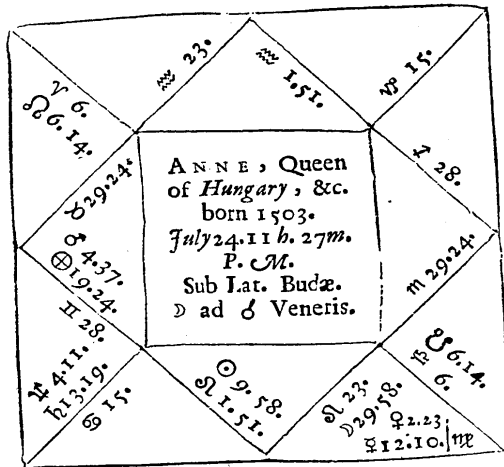 ♒ 23.
♒ 1.51.
♑ 15.
♈ 6.
☊ 6.14.
♐ 28.
ANNE, Queen
of Hungary, &c.
born 1503.
July 24. 11 h. 27 m.
P. M.
Sub Lat. Budæ.
☽ ad ☌ Veneris.
♉ 29.24.
♂ 4.37.
⊕ 19.24.
♊ 28.
♏ 29.24.
☋ 6.14.
♎ 6.
♃ 4.11.
♄ 13.19.
♋ 15.
☉ 9.58.
♌ 1.51.
♌ 23.
☽ 29.58.
♀ 2.23
☿ 12.10. ♍